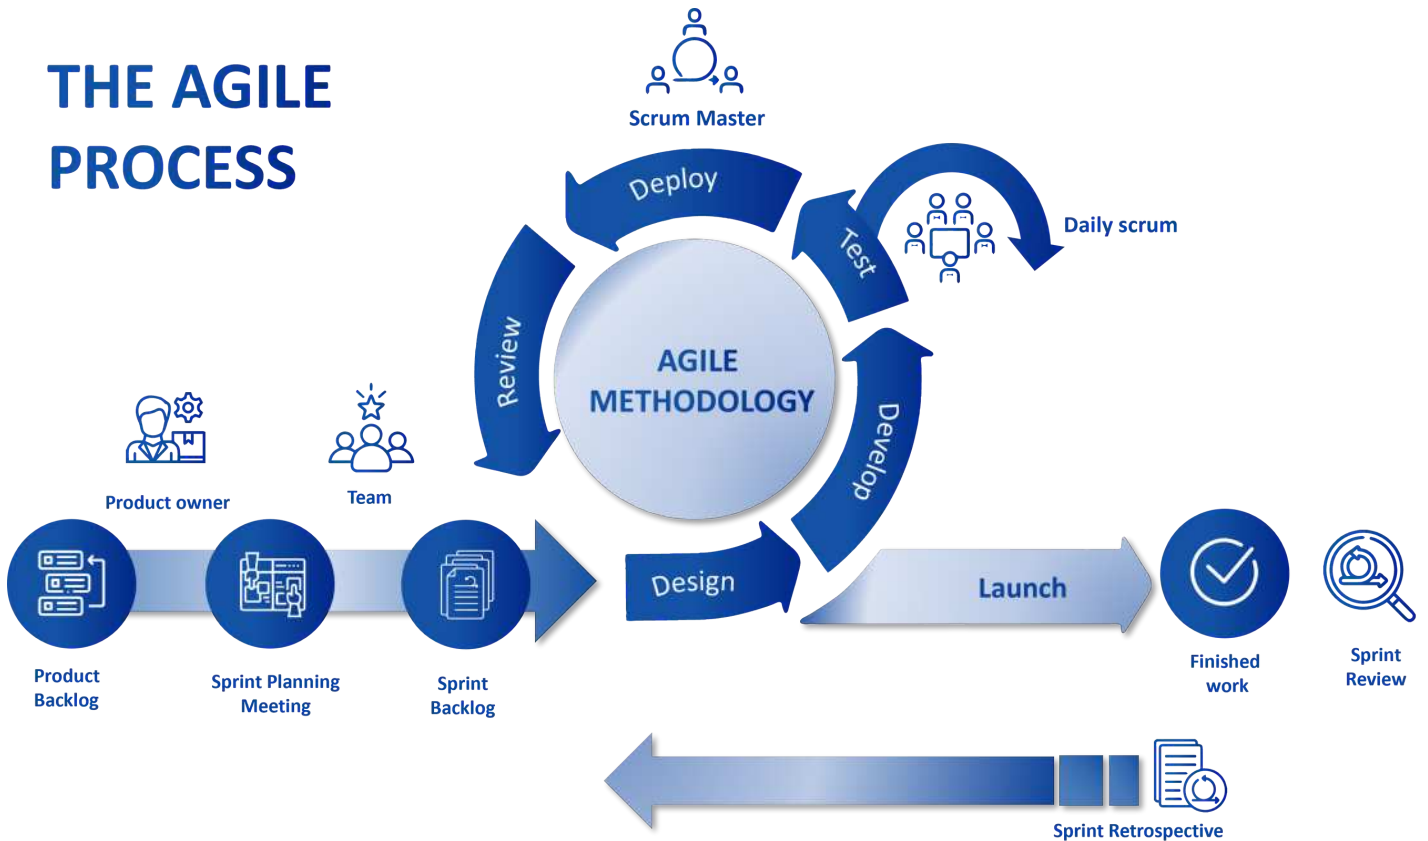 THE AGILE
PROCESS
Scrum Master
Deploy
Test
Daily scrum
Review
AGILE
METHODOLOGY
Develop
Product owner
Team
Design
Launch
Product
Backlog
Sprint Planning
Meeting
Sprint
Backlog
Finished
work
Sprint
Review
Sprint Retrospective